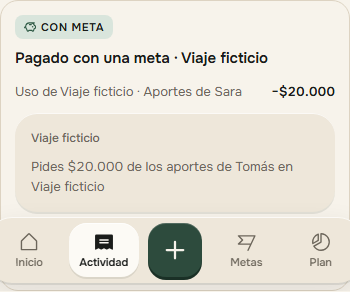 CON META
Pagado con una meta · Viaje ficticio
Uso de Viaje ficticio · Aportes de Sara -$20.000
Viaje ficticio
Pides $20.000 de los aportes de Tomás en
Viaje ficticio
Inicio Actividad Metas Plan